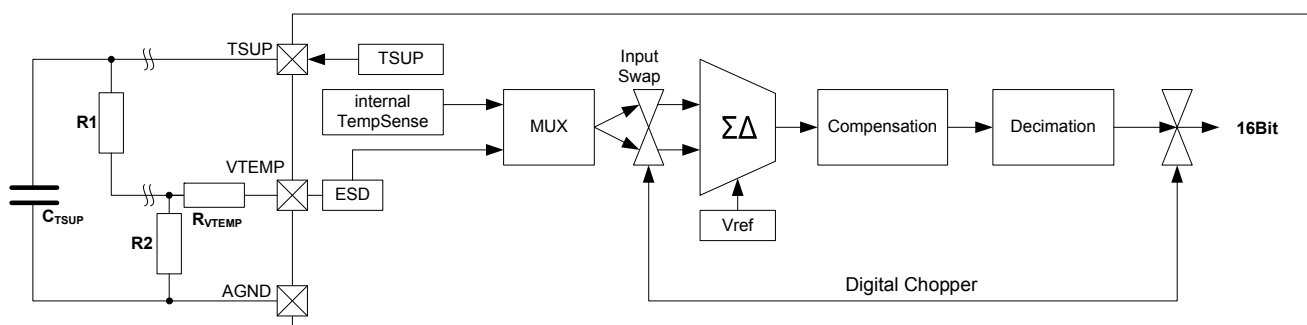 TSUP
TSUP
Input
Swap
internal
TempSense
R1
MUX
ΣΔ
Compensation
Decimation
16Bit
VTEMP
ESD
CTSUP
RVTEMP
R2
Vref
AGND
Digital Chopper